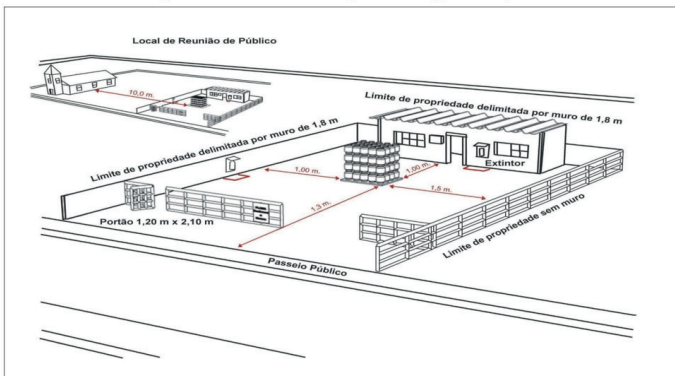 Local de Reunião de Público
10,0 m.
Limite de propriedade delimitada por muro de 1,8 m
Limite de propriedade delimitada por muro de 1,8 m
Extintor
1,00 m.
1,00 m.
1,5 m.
1,3 m.
Portão 1,20 m x 2,10 m
Limite de propriedade sem muro
Passeio Público